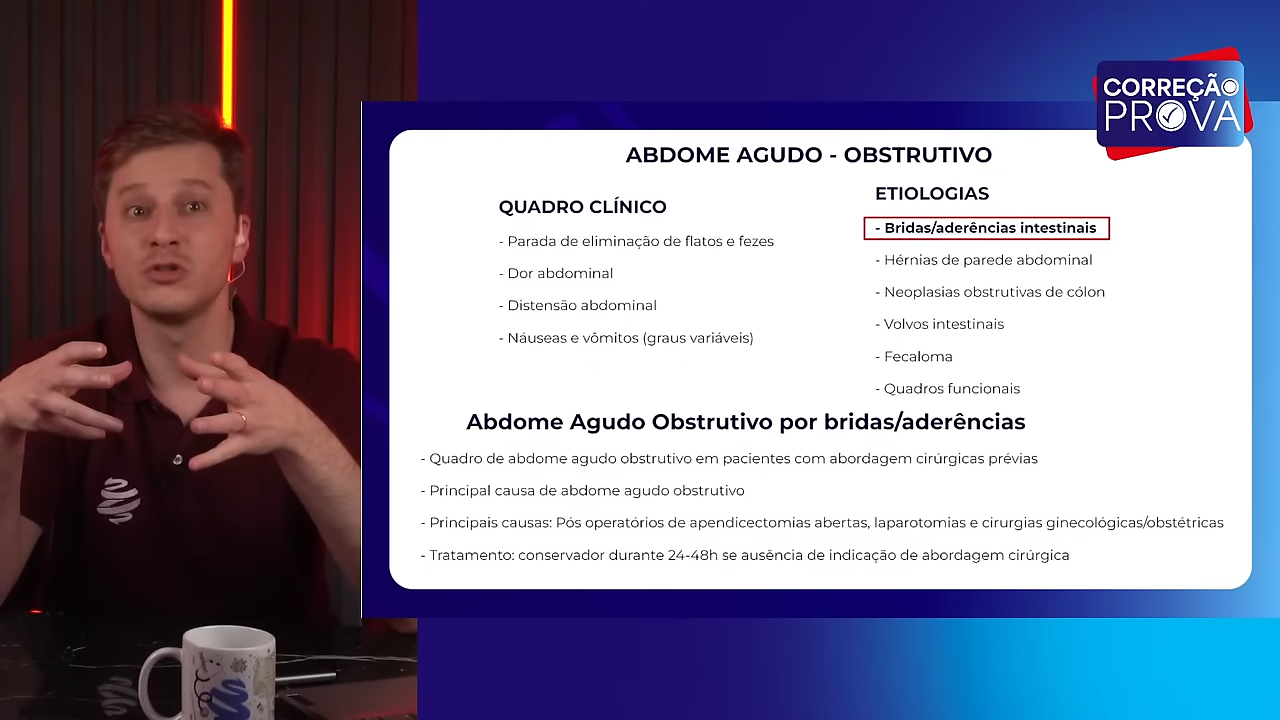 CORREÇÃO
PROVA
ABDOME AGUDO - OBSTRUTIVO
QUADRO CLÍNICO
- Parada de eliminação de flatos e fezes
- Dor abdominal
- Distensão abdominal
- Náuseas e vômitos (graus variáveis)
ETIOLOGIAS
- Bridas/aderências intestinais
- Hérnias de parede abdominal
- Neoplasias obstrutivas de cólon
- Volvos intestinais
- Fecaloma
- Quadros funcionais
Abdome Agudo Obstrutivo por bridas/aderências
- Quadro de abdome agudo obstrutivo em pacientes com abordagem cirúrgicas prévias
- Principal causa de abdome agudo obstrutivo
- Principais causas: Pós operatórios de apendicectomias abertas, laparotomias e cirurgias ginecológicas/obstétricas
- Tratamento: conservador durante 24-48h se ausência de indicação de abordagem cirúrgica